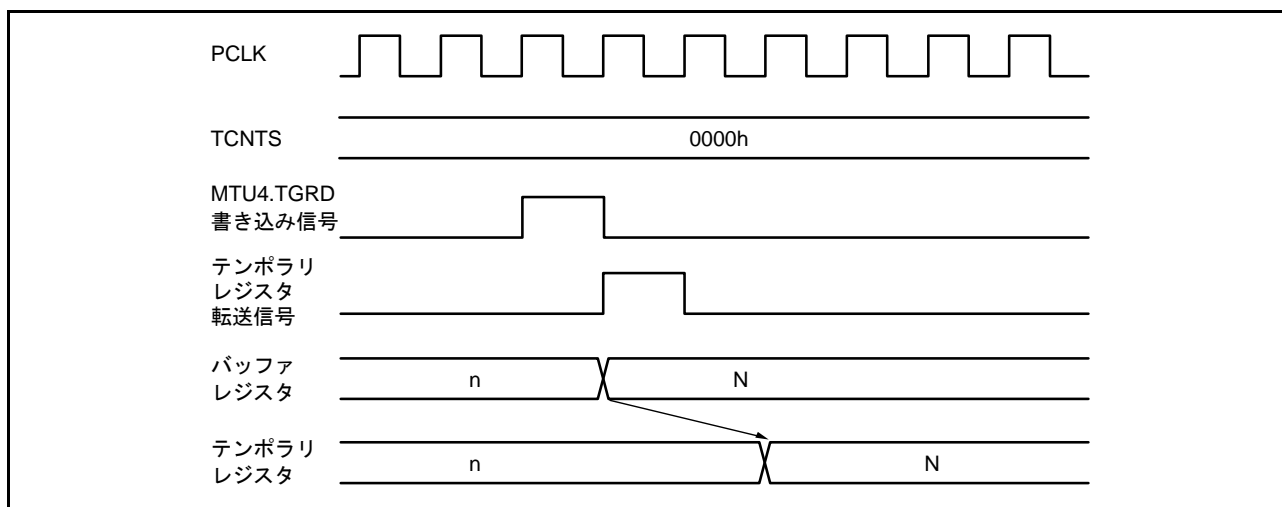 PCLK
TCNTS
0000h
MTU4.TGRD
書き込み信号
テンポラリ
レジスタ
転送信号
バッファ
レジスタ
n
N
テンポラリ
レジスタ
n
N